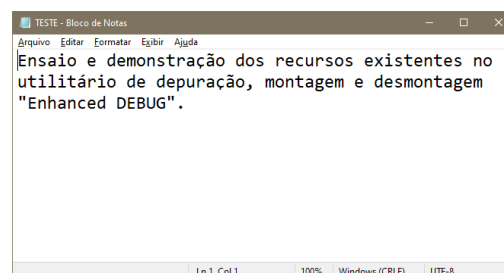 TESTE - Bloco de Notas
Arquivo Editar Formatar Exibir Ajuda
Ensaio e demonstração dos recursos existentes no
utilitário de depuração, montagem e desmontagem
"Enhanced DEBUG".
Ln 1, Col 1 100% Windows (CRLF) UTF-8